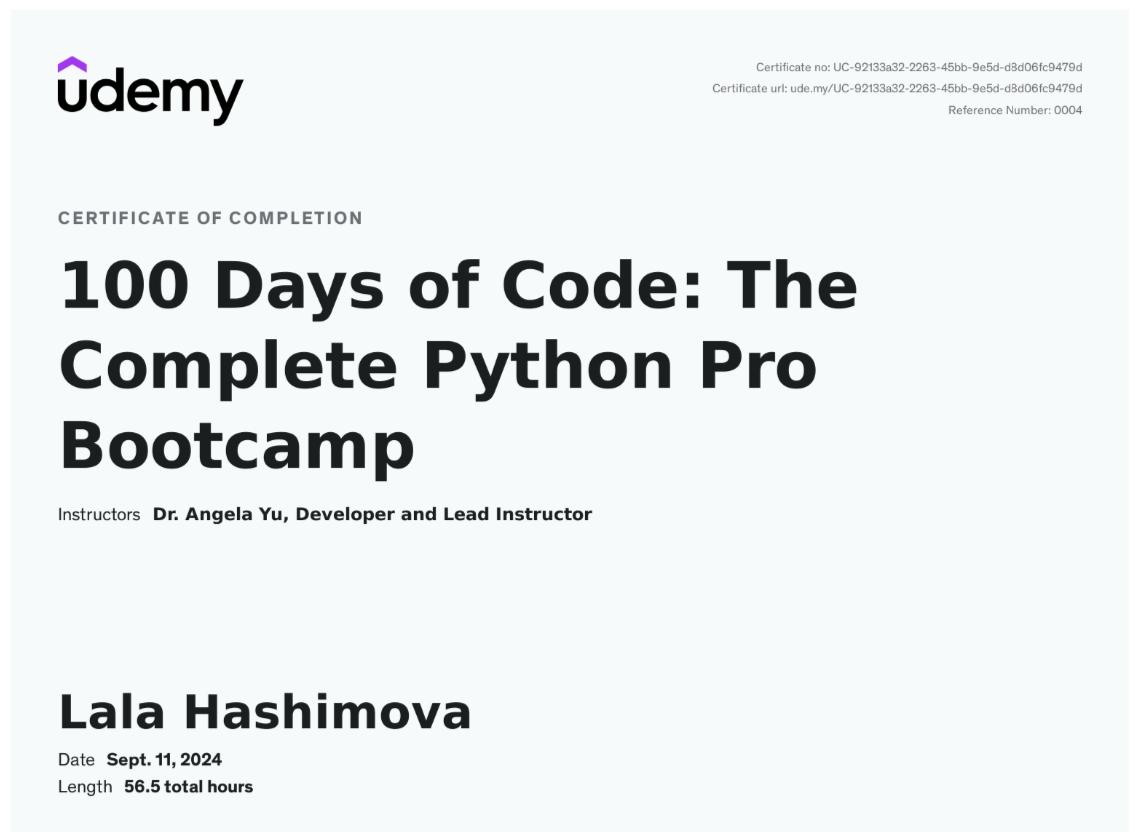 udemy
Certificate no: UC-92133a32-2263-45bb-9e5d-d8d06fc9479d
Certificate url: ude.my/UC-92133a32-2263-45bb-9e5d-d8d06fc9479d
Reference Number: 0004
CERTIFICATE OF COMPLETION
100 Days of Code: The
Complete Python Pro
Bootcamp
Instructors Dr. Angela Yu, Developer and Lead Instructor
Lala Hashimova
Date Sept. 11, 2024
Length 56.5 total hours